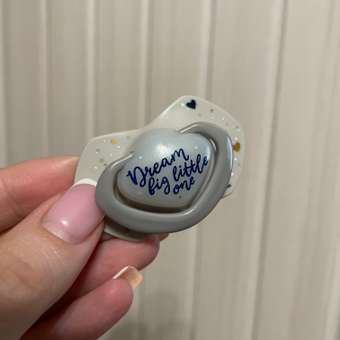 Dream
big little
one